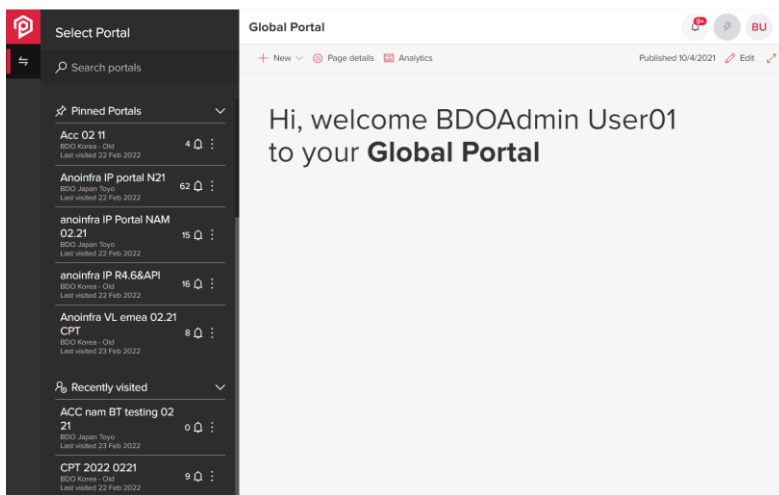 Select Portal
Search portals
Pinned Portals
Acc 02 11
BDO Korea - Old
Last visited 22 Feb 2022
4
Anoinfra IP portal N21
BDO Japan Toyo
Last visited 22 Feb 2022
62
anoinfra IP Portal NAM
02.21
BDO Japan Toyo
Last visited 22 Feb 2022
15
anoinfra IP R4.6&API
BDO Korea - Old
Last visited 22 Feb 2022
16
Anoinfra VL emea 02.21
CPT
BDO Korea - Old
Last visited 23 Feb 2022
8
Recently visited
ACC nam BT testing 02
21
BDO Japan Toyo
Last visited 23 Feb 2022
0
CPT 2022 0221
BDO Korea - Old
Last visited 22 Feb 2022
9
Global Portal
9+
BU
New
Page details
Analytics
Published 10/4/2021
Edit
Hi, welcome BDOAdmin User01
to your Global Portal